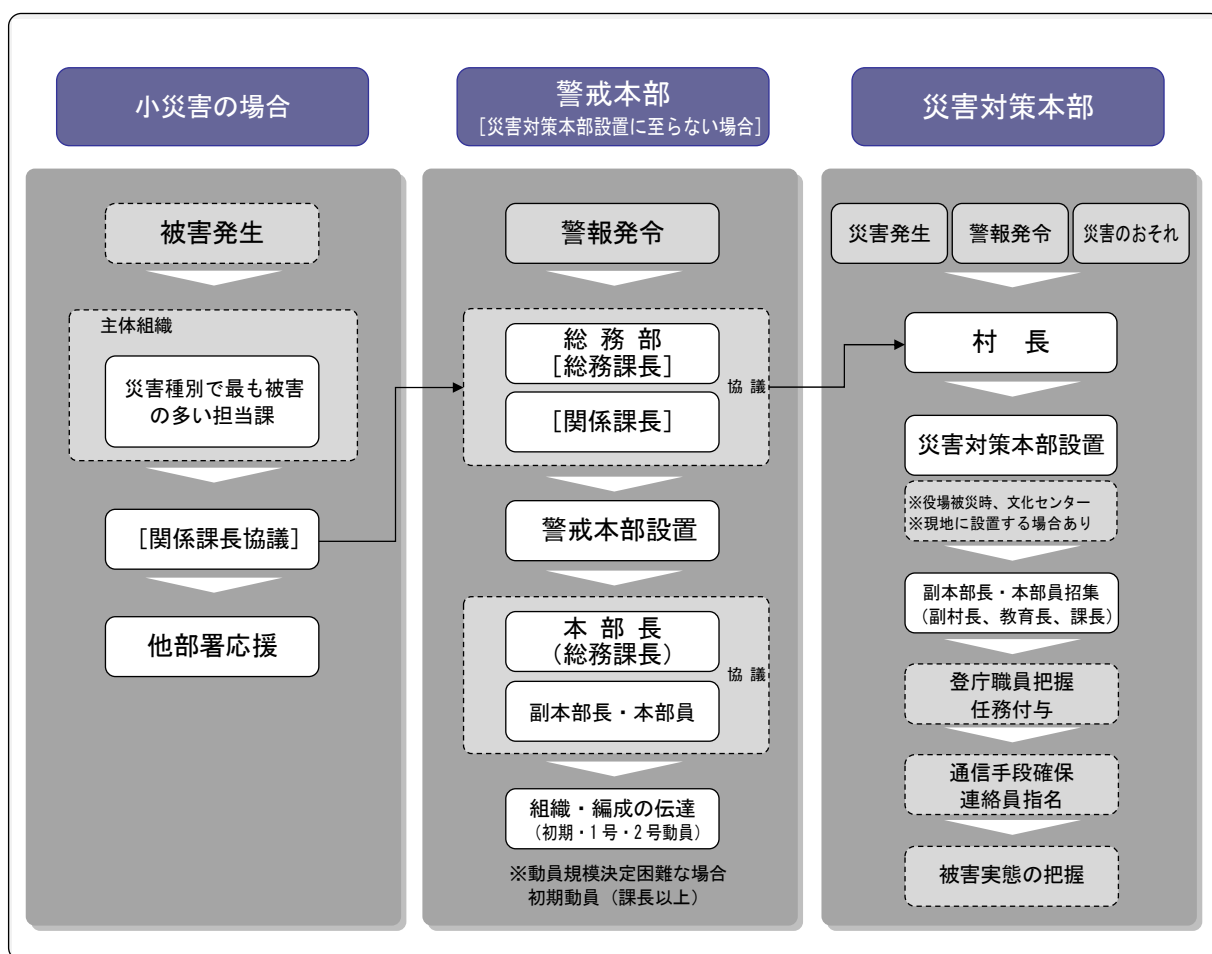 小災害の場合
被害発生
主体組織
災害種別で最も被害
の多い担当課
[関係課長協議]
他部署応援
警戒本部
[災害対策本部設置に至らない場合]
警報発令
総務部
[総務課長]
[関係課長]
協議
警戒本部設置
本部長
(総務課長)
副本部長・本部員
協議
組織・編成の伝達
(初期・1号・2号動員)
※動員規模決定困難な場合
初期動員(課長以上)
災害対策本部
災害発生
警報発令
災害のおそれ
村 長
災害対策本部設置
※役場被災時、文化センター
※現地に設置する場合あり
副本部長・本部員招集
(副村長、教育長、課長)
登庁職員把握
任務付与
通信手段確保
連絡員指名
被害実態の把握